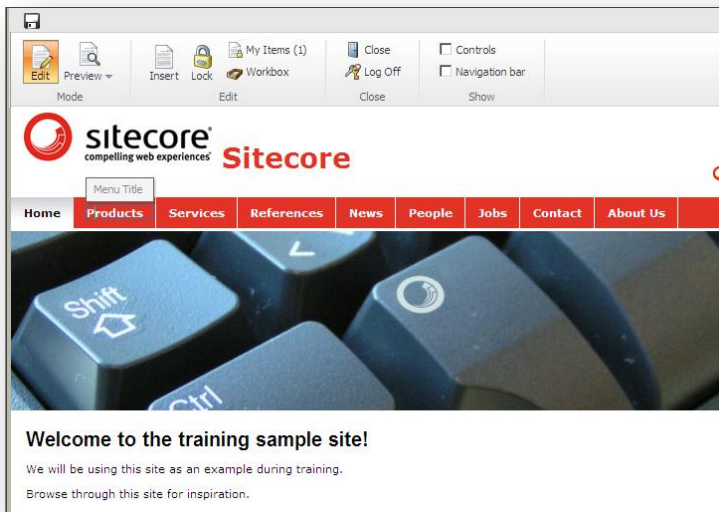 Edit Preview Insert Lock My Items (1) Workbox Close Log Off Controls Navigation bar
Mode Edit Close Show
sitecore
compelling web experiences
Sitecore
Menu Title
Home Products Services References News People Jobs Contact About Us
Shift
Ctrl
Welcome to the training sample site!
We will be using this site as an example during training.
Browse through this site for inspiration.